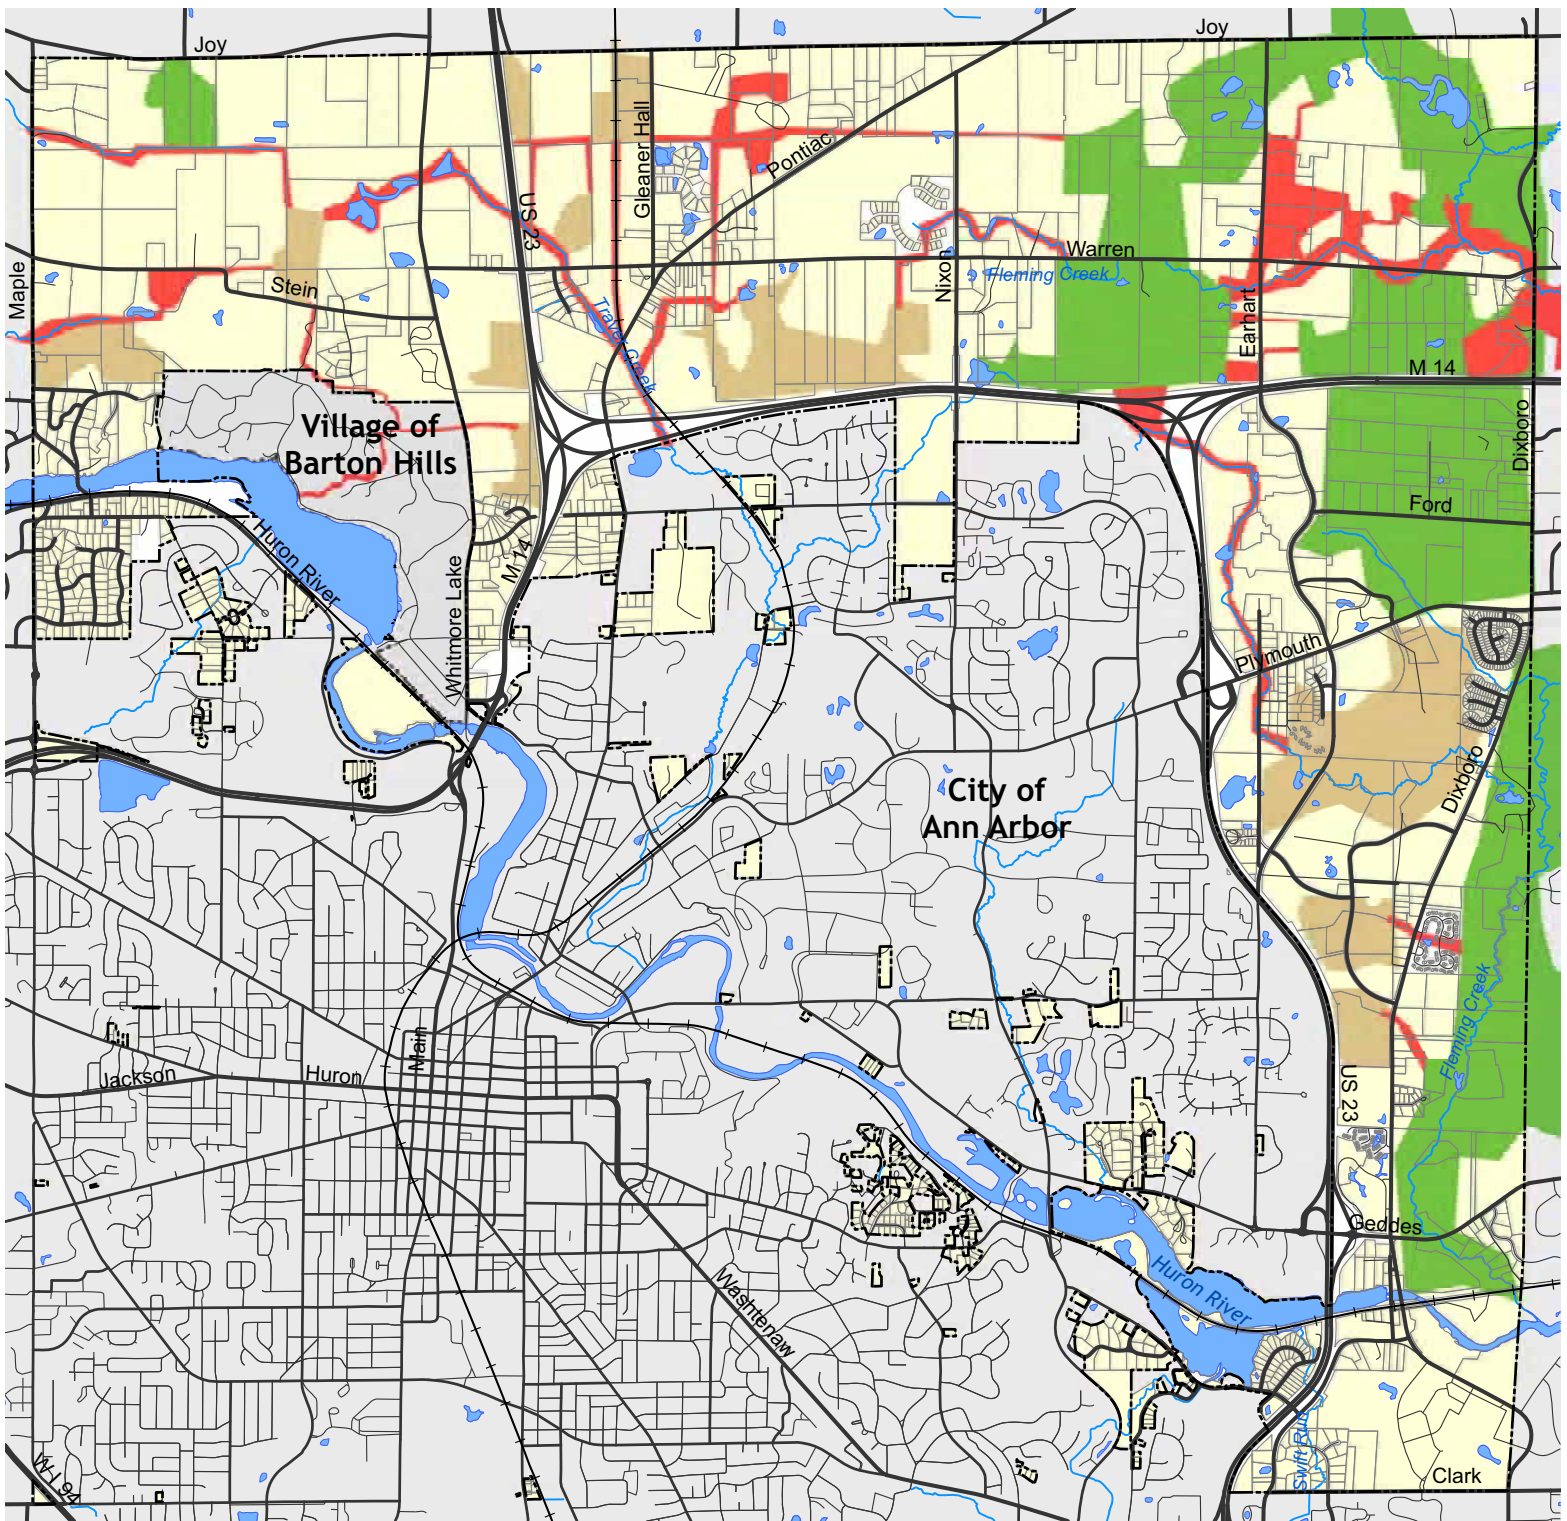 Joy
Joy
Gleaner Hall
Pontiac
US 23
Maple
Stein
Nixon
Warren
Fleming Creek
Earhart
Traver Creek
M 14
Village of
Barton Hills
Dixboro
Ford
Huron River
M 14
Whitmore Lake
Plymouth
Dixboro
City of
Ann Arbor
Fleming Creek
Main
Jackson
Huron
US 23
Geddes
Huron River
Washtenaw
Swift Run
Clark
W I 94